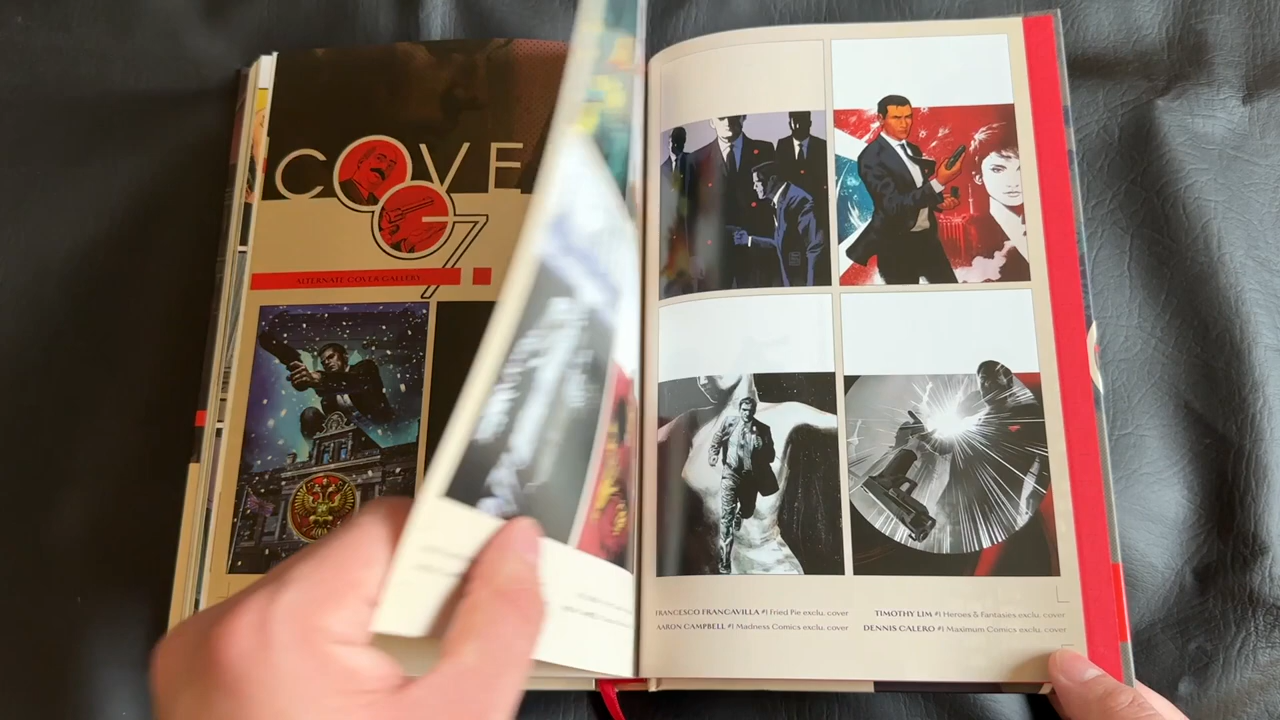 COVE
7
ALTERNATE COVER GALLERY
FRANCESCO FRANCAVILLA #1 Fried Pie exclu. cover
AARON CAMPBELL #1 Madness Comics exclu. cover
TIMOTHY LIM #1 Heroes & Fantasies exclu. cover
DENNIS CALERO #1 Maximum Comics exclu. cover